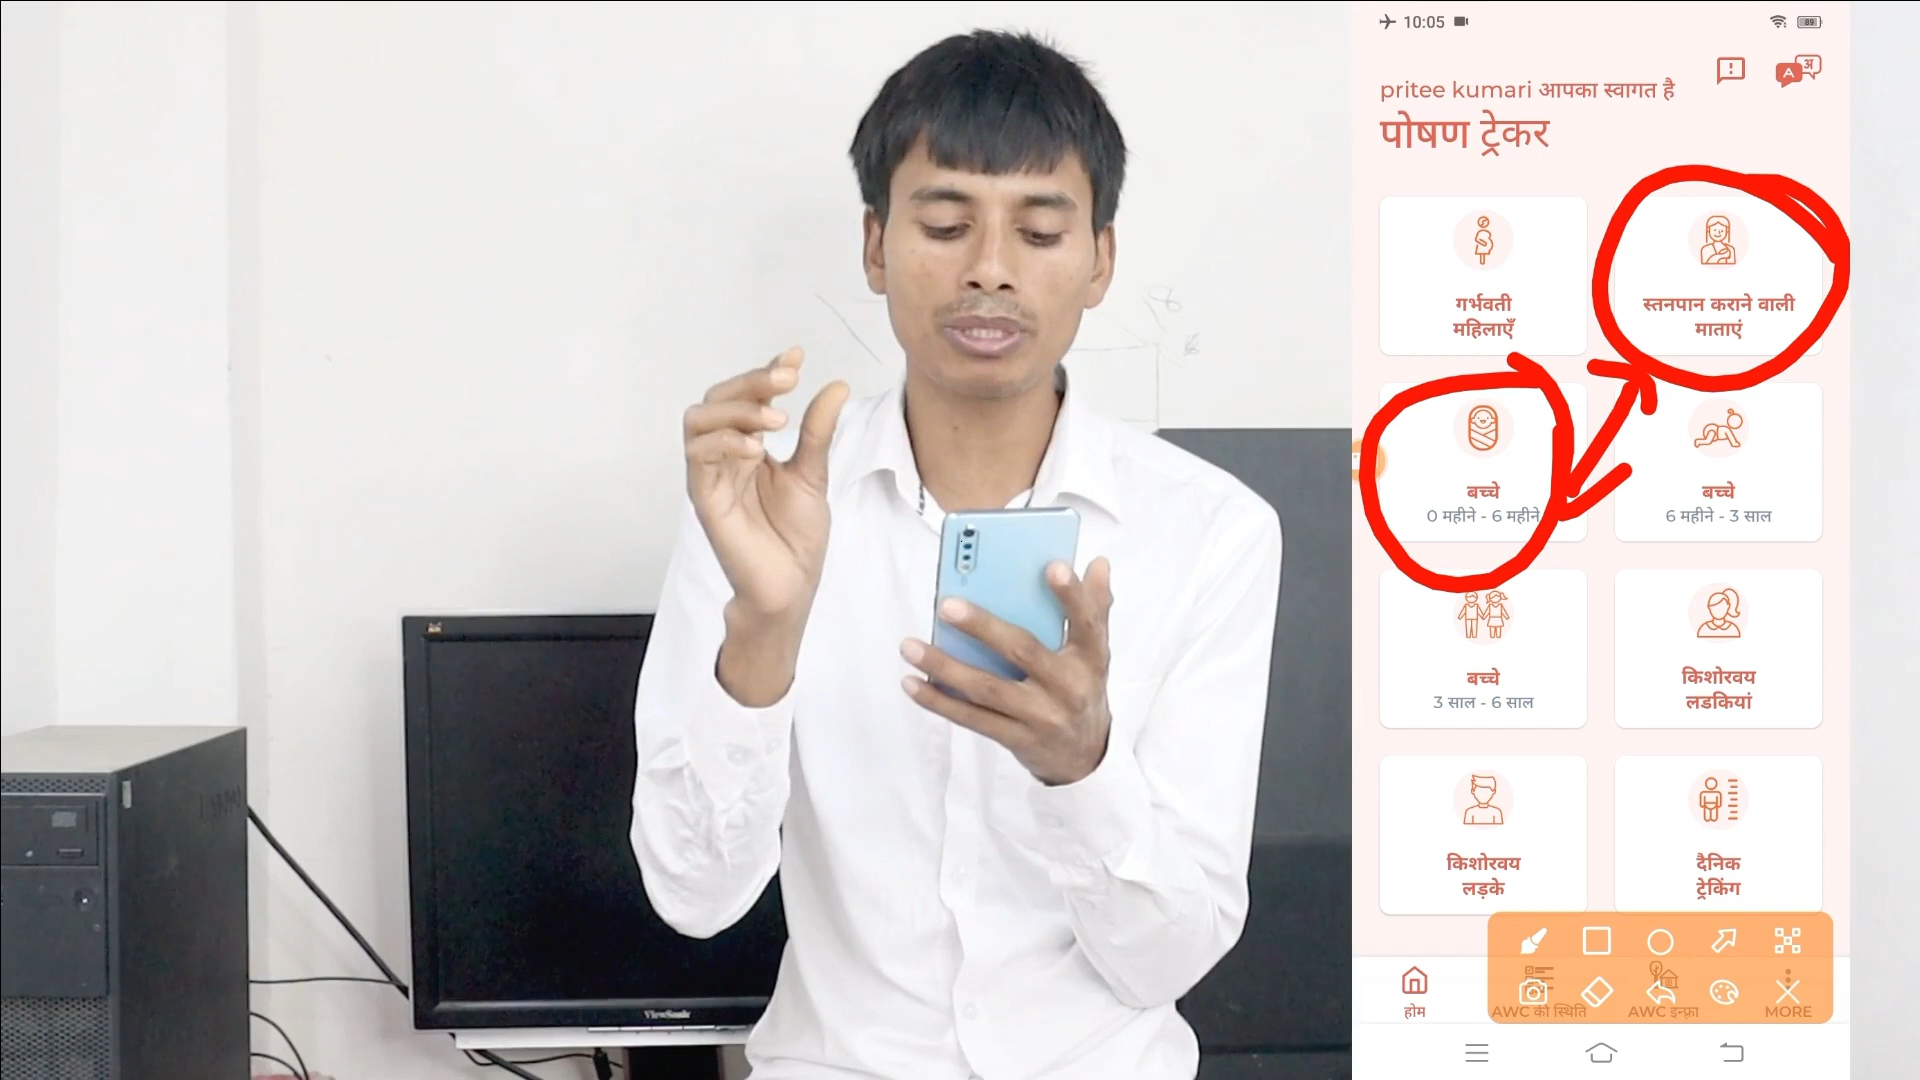 10:05
89
pritee kumari आपका स्वागत है
A अ
पोषण ट्रेकर
गर्भवती
महिलाएँ
स्तनपान कराने वाली
माताएं
बच्चे
0 महीने - 6 महीने
बच्चे
6 महीने - 3 साल
बच्चे
3 साल - 6 साल
किशोरवय
लडकियां
किशोरवय
लड़के
दैनिक
ट्रेकिंग
होम
AWC की स्थिति
AWC इन्फ्रा
MORE
ViewSonic